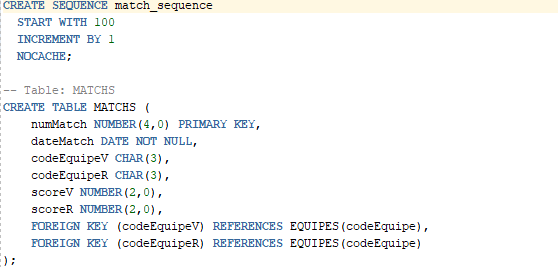 CREATE SEQUENCE match_sequence
START WITH 100
INCREMENT BY 1
NOCACHE;
-- Table: MATCHS
CREATE TABLE MATCHS (
numMatch NUMBER(4,0) PRIMARY KEY,
dateMatch DATE NOT NULL,
codeEquipeV CHAR(3),
codeEquipeR CHAR(3),
scoreV NUMBER(2,0),
scoreR NUMBER(2,0),
FOREIGN KEY (codeEquipeV) REFERENCES EQUIPES(codeEquipe),
FOREIGN KEY (codeEquipeR) REFERENCES EQUIPES(codeEquipe)
);